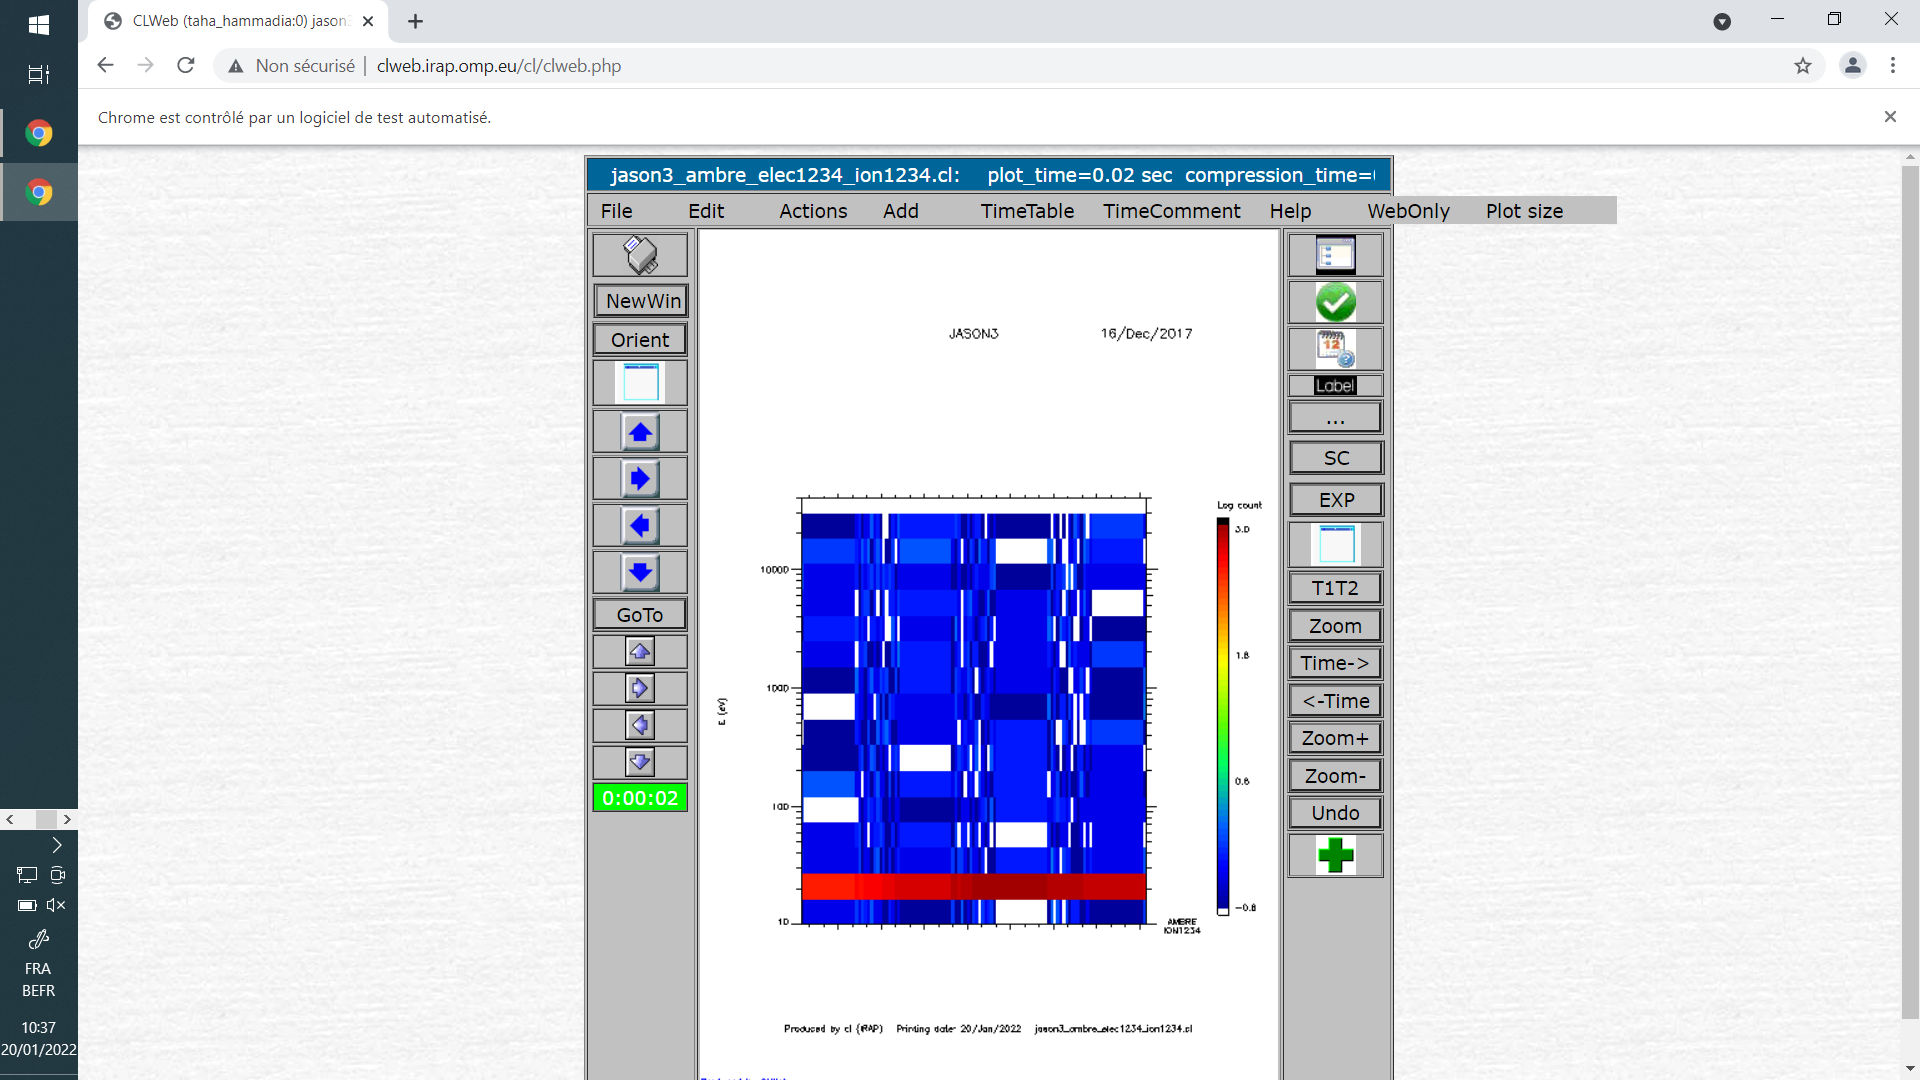 CLWeb (taha_hammadia:0) jason3
Non sécurisé | clweb.irap.omp.eu/cl/clweb.php
Chrome est contrôlé par un logiciel de test automatisé.
jason3_ambre_elec1234_ion1234.cl: plot_time=0.02 sec compression_time=
File Edit Actions Add TimeTable TimeComment Help WebOnly Plot size
NewWin
Orient
GoTo
0:00:02
JASON3 16/Dec/2017
Log count
3.0
1.8
0.6
-0.6
10000
1000
100
10
E (eV)
AMBRE
ION1234
Produced by cl (IRAP) Printing date: 20/Jan/2022 jason3_ambre_elec1234_ion1234.cl
12
Label
...
SC
EXP
T1T2
Zoom
Time->
<-Time
Zoom+
Zoom-
Undo
FRA
BEFR
10:37
20/01/2022